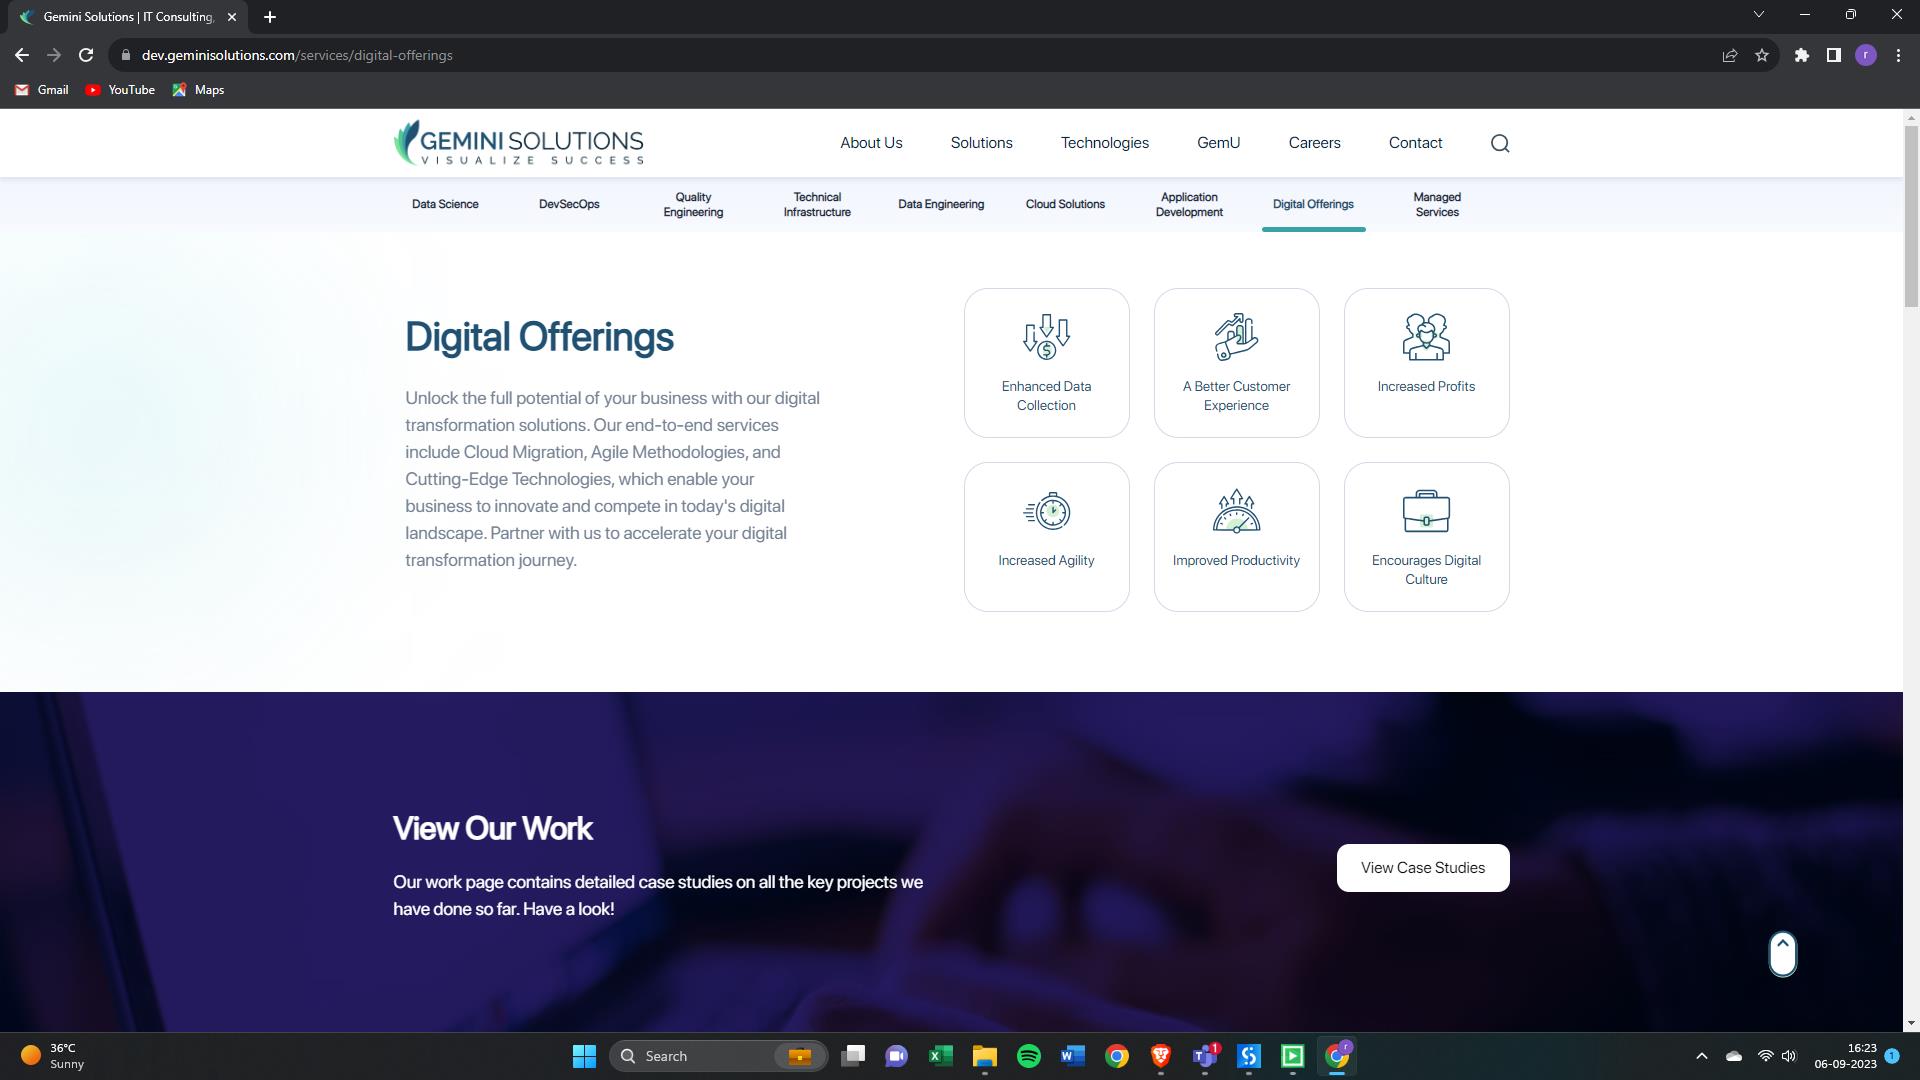 Gemini Solutions | IT Consulting,
dev.geminisolutions.com/services/digital-offerings
r
Gmail
YouTube
Maps
GEMINI SOLUTIONS
VISUALIZE SUCCESS
About Us
Solutions
Technologies
GemU
Careers
Contact
Data Science
DevSecOps
Quality
Engineering
Technical
Infrastructure
Data Engineering
Cloud Solutions
Application
Development
Digital Offerings
Managed
Services
Digital Offerings
Unlock the full potential of your business with our digital
transformation solutions. Our end-to-end services
include Cloud Migration, Agile Methodologies, and
Cutting-Edge Technologies, which enable your
business to innovate and compete in today's digital
landscape. Partner with us to accelerate your digital
transformation journey.
Enhanced Data
Collection
A Better Customer
Experience
Increased Profits
Increased Agility
Improved Productivity
Encourages Digital
Culture
View Our Work
Our work page contains detailed case studies on all the key projects we
have done so far. Have a look!
View Case Studies
36°C
Sunny
Search
1
r
16:23
06-09-2023
1